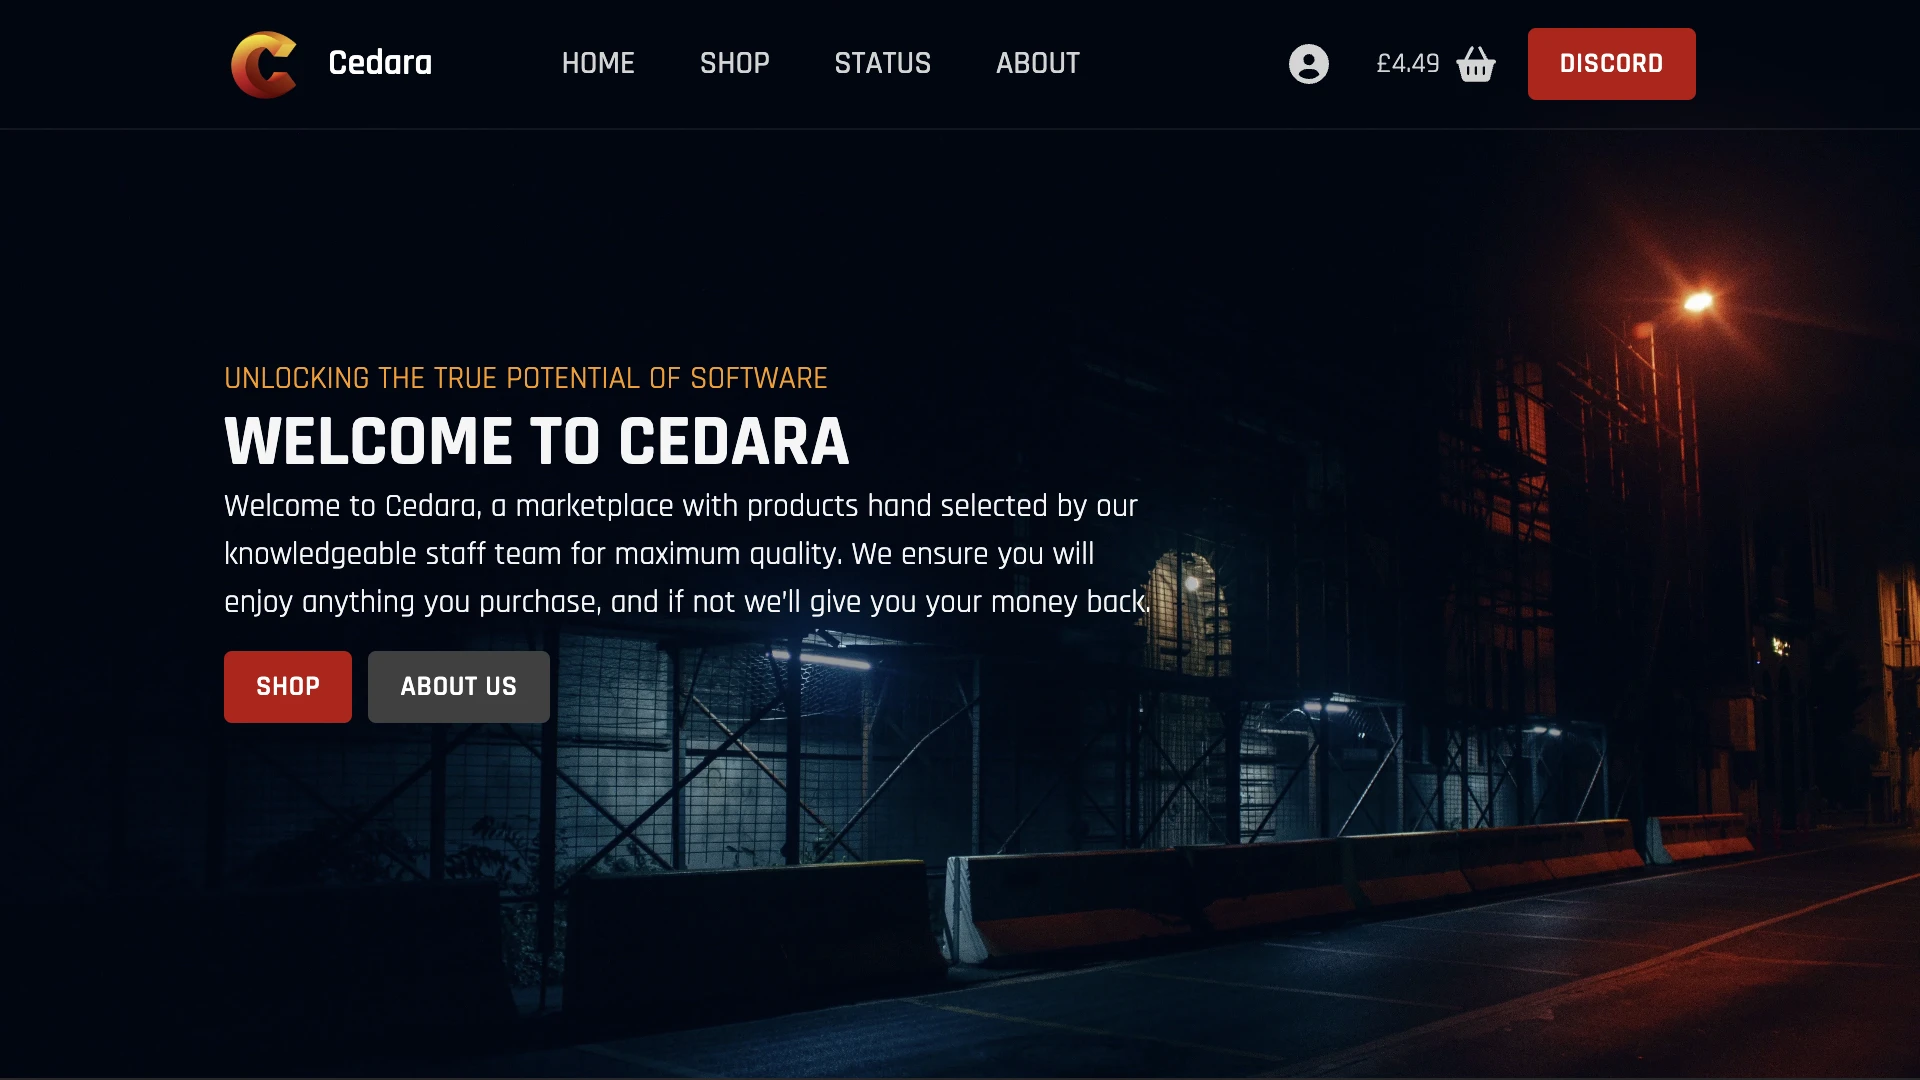 Cedara
HOME
SHOP
STATUS
ABOUT
£4.49
DISCORD
UNLOCKING THE TRUE POTENTIAL OF SOFTWARE
WELCOME TO CEDARA
Welcome to Cedara, a marketplace with products hand selected by our
knowledgeable staff team for maximum quality. We ensure you will
enjoy anything you purchase, and if not we'll give you your money back.
SHOP
ABOUT US